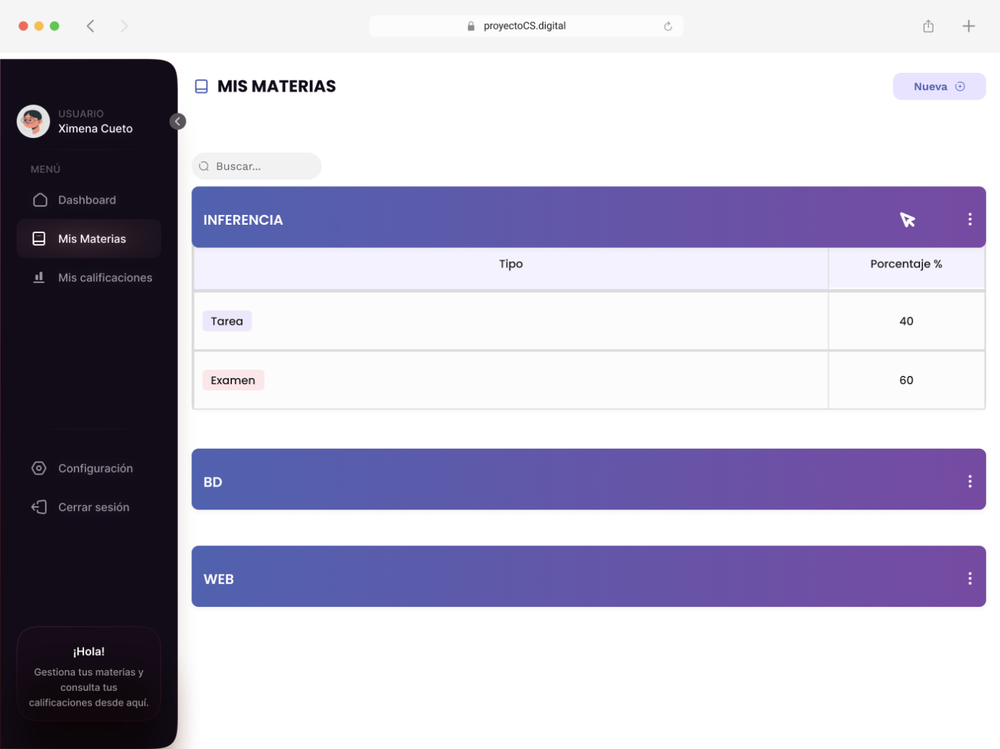 proyectoCS.digital
USUARIO
Ximena Cueto
MENÚ
Dashboard
Mis Materias
Mis calificaciones
Configuración
Cerrar sesión
¡Hola!
Gestiona tus materias y
consulta tus
calificaciones desde aquí.
MIS MATERIAS
Nueva
Buscar...
INFERENCIA
Tipo Porcentaje %
Tarea 40
Examen 60
BD
WEB